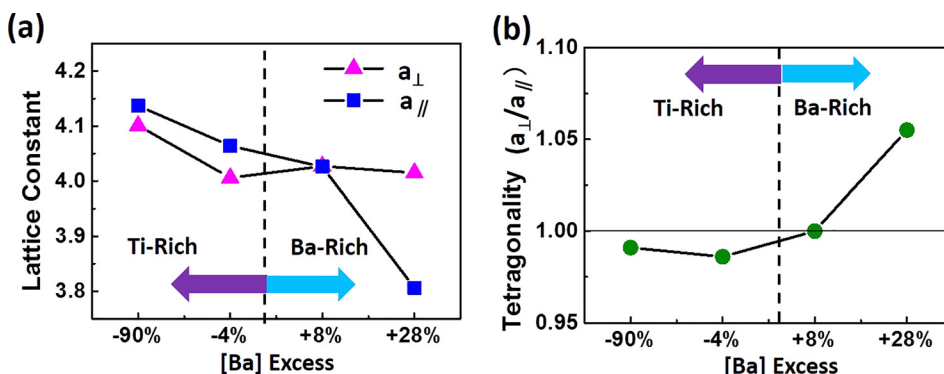 (a)
4.2
4.1
4.0
3.9
3.8
Lattice Constant
a⊥
a∥
Ti-Rich
Ba-Rich
-90%
-4%
+8%
+28%
[Ba] Excess
(b)
1.10
1.05
1.00
0.95
Tetragonality (a⊥/a∥)
Ti-Rich
Ba-Rich
-90%
-4%
+8%
+28%
[Ba] Excess